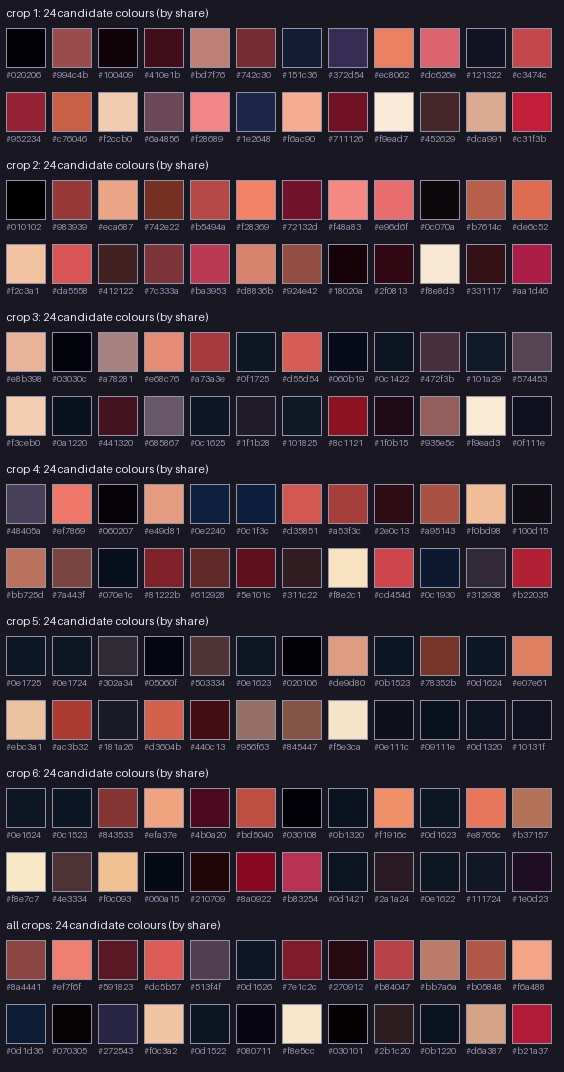 crop 1: 24 candidate colours (by share)
#020206 #994c4b #100409 #410e1b #bd7f76 #742c30 #151c36 #372d54 #ec8062 #dc626e #121322 #c3474c
#952234 #c76046 #f2ccb0 #6a4856 #f28689 #1e2648 #f6ac90 #711126 #f9ead7 #452629 #dca991 #c31f3b
crop 2: 24 candidate colours (by share)
#010102 #983939 #eca687 #742e22 #b5494a #f28369 #72132d #f48a83 #e96d6f #0c070a #b7614c #de6c52
#f2c3a1 #da5558 #412122 #7c333a #ba3953 #d8836b #924e42 #18020a #2f0813 #f8e8d3 #331117 #aa1d46
crop 3: 24 candidate colours (by share)
#e8b398 #03030c #a78281 #e68c76 #a73a3e #0f1725 #d55d54 #060b19 #0c1422 #472f3b #101a29 #574453
#f3ceb0 #0a1220 #441320 #685867 #0c1625 #1f1b28 #101825 #8c1121 #1f0b15 #935e5c #f9ead3 #0f111e
crop 4: 24 candidate colours (by share)
#48405a #ef7869 #060207 #e49d81 #0e2240 #0c1f3c #d35851 #a53f3c #2e0c13 #a95143 #f0bd98 #100d15
#bb725d #7a443f #070e1c #81222b #612928 #5e101c #311c22 #f8e2c1 #cd454d #0c1930 #312938 #b22035
crop 5: 24 candidate colours (by share)
#0e1725 #0e1724 #302a34 #05060f #503334 #0e1623 #020106 #de9d80 #0b1523 #78352b #0d1624 #e07e61
#ebc3a1 #ac3b32 #181a26 #d3604b #440c13 #956f63 #845447 #f5e3ca #0e111c #09111e #0d1320 #10131f
crop 6: 24 candidate colours (by share)
#0e1624 #0c1523 #843533 #efa37e #4b0a20 #bd5040 #030108 #0b1320 #f1916c #0d1623 #e8765c #b37157
#f8e7c7 #4e3334 #f0c093 #060a15 #210709 #8a0922 #b83254 #0d1421 #2a1a24 #0e1622 #111724 #1e0d23
all crops: 24 candidate colours (by share)
#8a4441 #ef7f6f #591823 #dc5b57 #513f4f #0d1626 #7e1c2c #270912 #b84047 #bb7a6a #b05848 #f6a488
#0d1d36 #070305 #272543 #f0c3a2 #0d1522 #080711 #f8e5cc #030101 #2b1c20 #0b1220 #d6a387 #b21a37